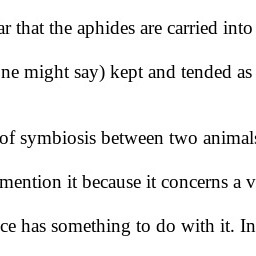 ar that the aphides are carried into
ne might say) kept and tended as
of symbiosis between two animals
mention it because it concerns a v
ce has something to do with it. In